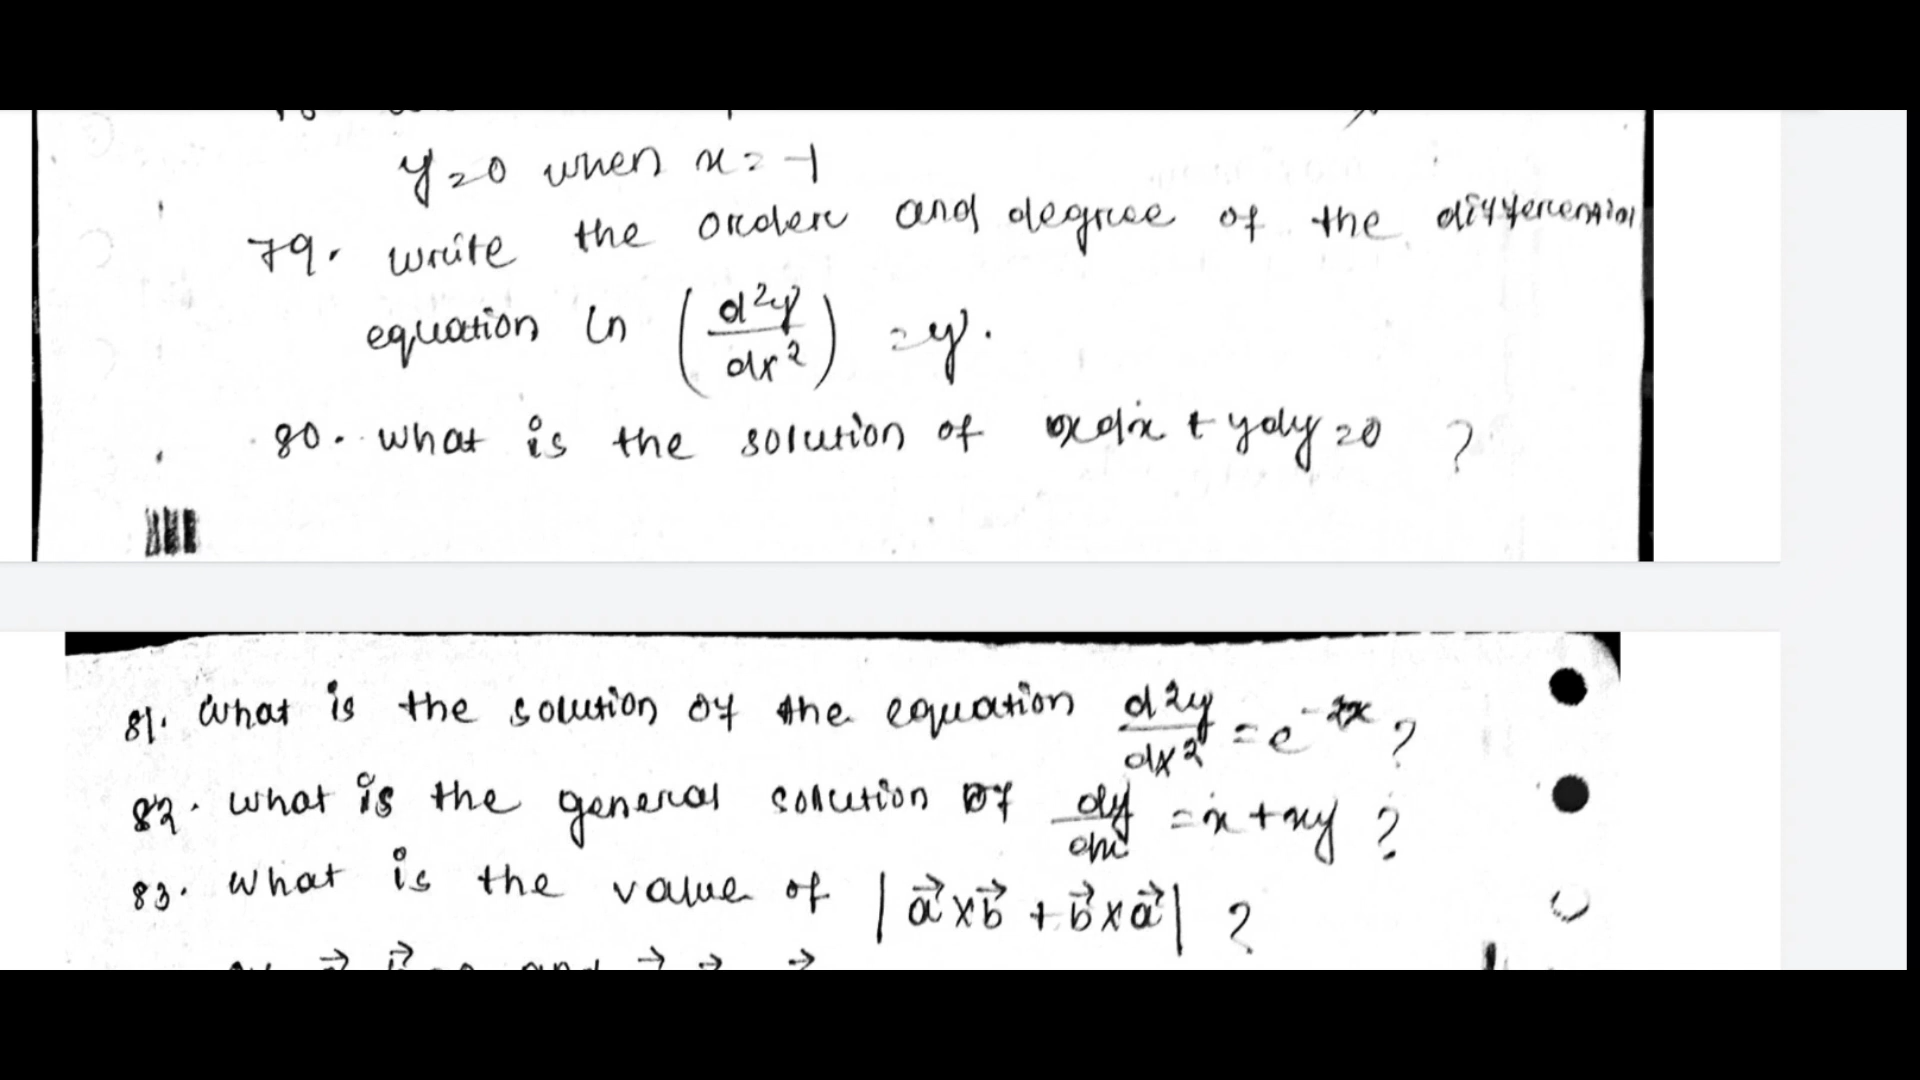 y=0 when x=-1
79. write the order and degree of the differential
equation ln (d²y/dx²) = y.
80. what is the solution of xdx + ydy=0 ?
81. what is the solution of the equation d²y/dx² = e⁻²ˣ ?
82. what is the general solution of dy/dx = x + xy ?
83. what is the value of |a⃗×b⃗ + b⃗×a⃗| ?